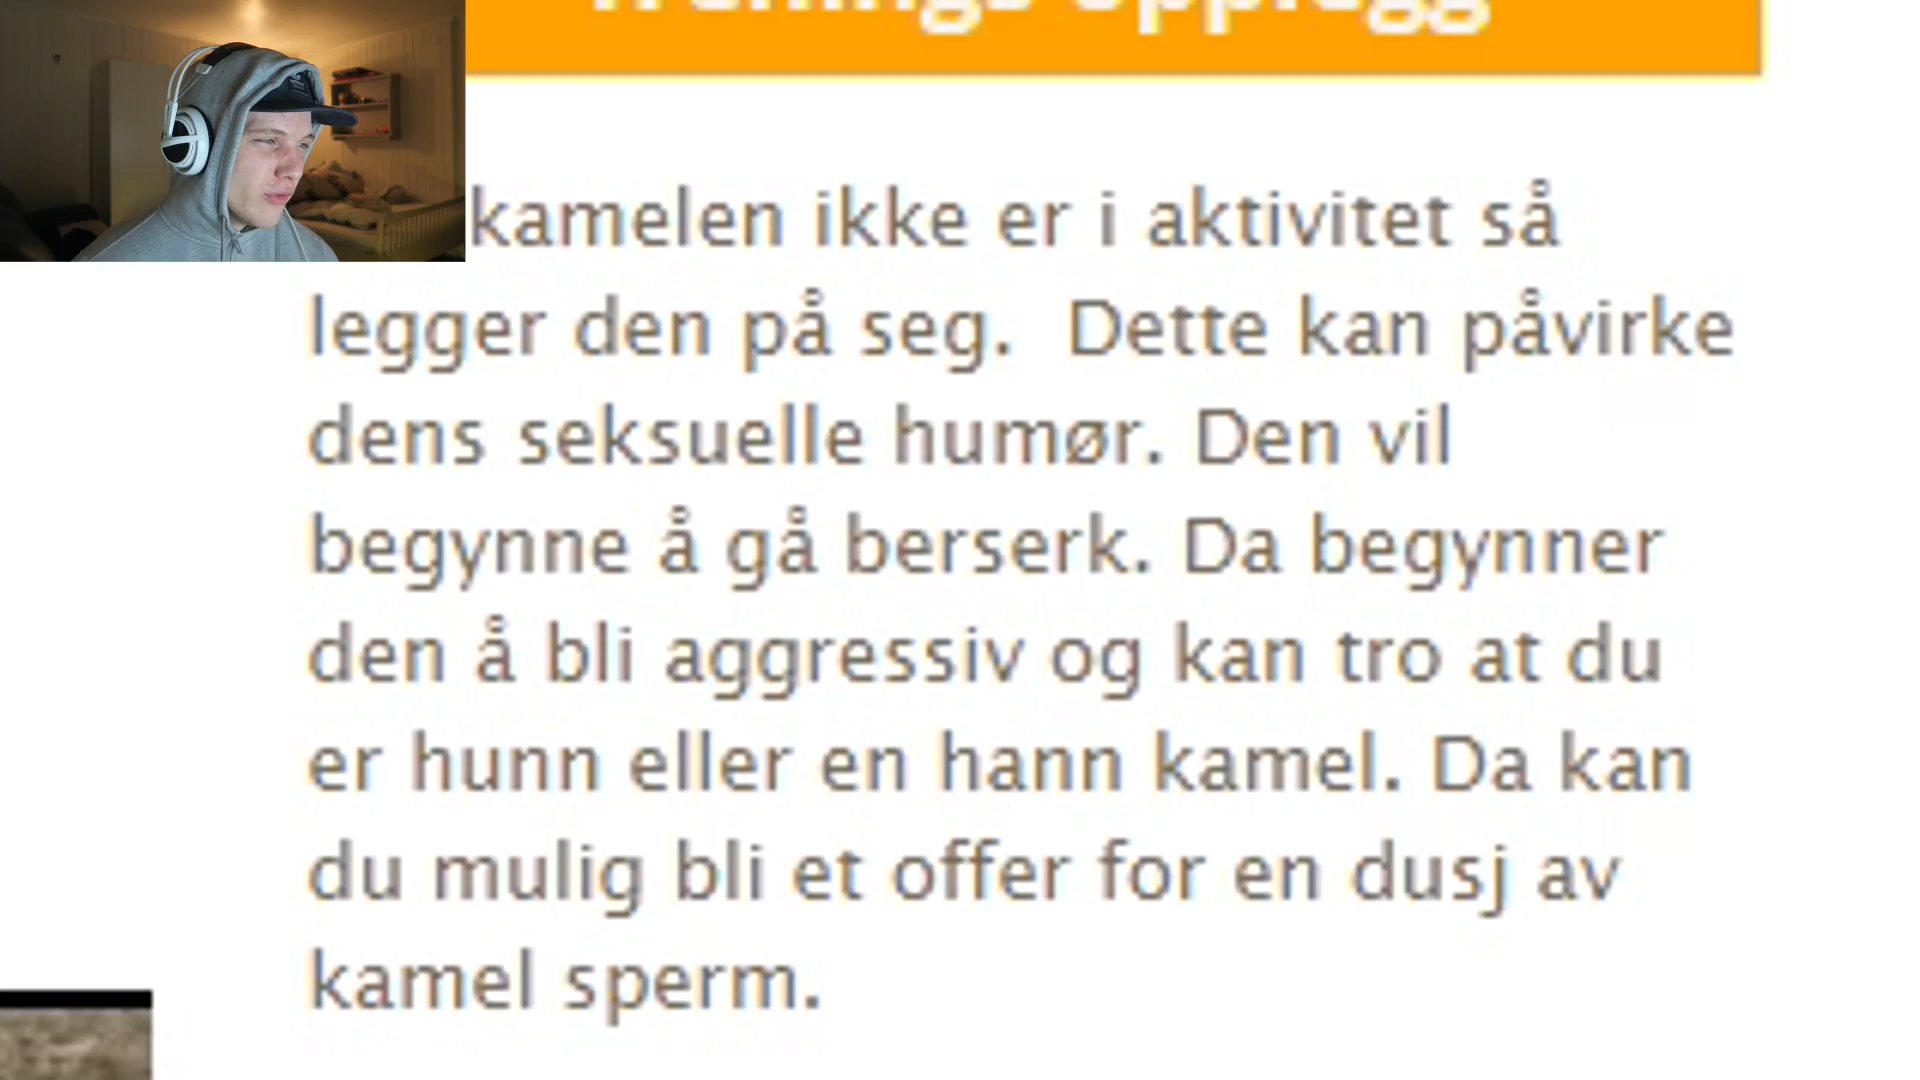 Trenings opplegg
kamelen ikke er i aktivitet så
legger den på seg.  Dette kan påvirke
dens seksuelle humør. Den vil
begynne å gå berserk. Da begynner
den å bli aggressiv og kan tro at du
er hunn eller en hann kamel. Da kan
du mulig bli et offer for en dusj av
kamel sperm.